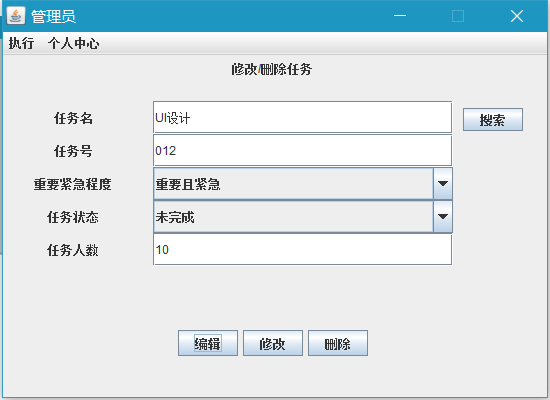 管理员
执行 个人中心
修改/删除任务
任务名 UI设计 搜索
任务号 012
重要紧急程度 重要且紧急
任务状态 未完成
任务人数 10
编辑 修改 删除